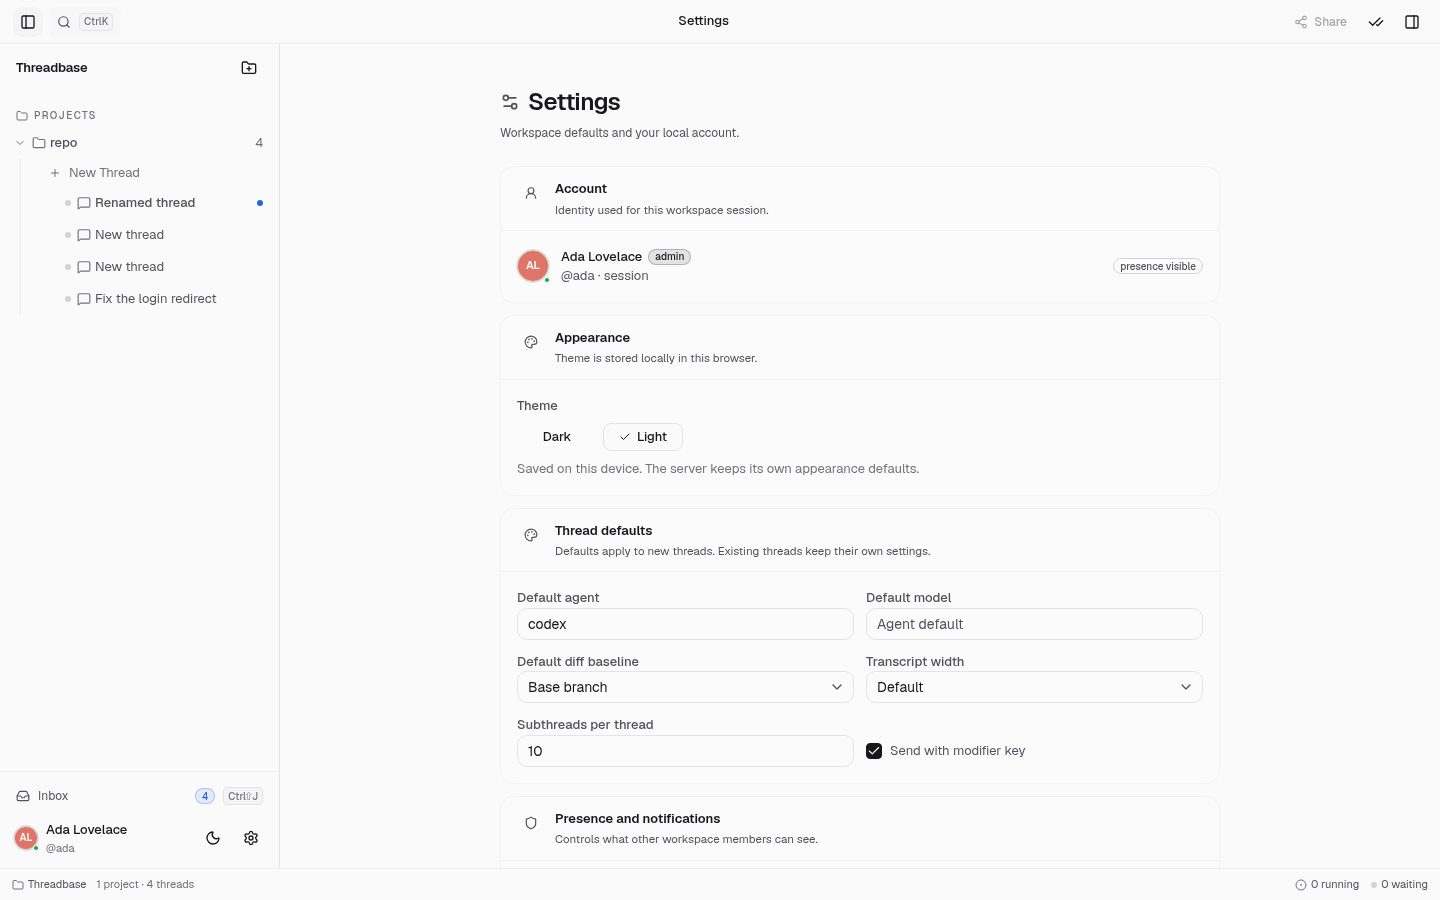 CtrlK
Settings
Share
Threadbase
PROJECTS
repo
4
New Thread
Renamed thread
New thread
New thread
Fix the login redirect
Inbox
4
Ctrl⇧J
AL
Ada Lovelace
@ada
Settings
Workspace defaults and your local account.
Account
Identity used for this workspace session.
AL
Ada Lovelace admin
@ada · session
presence visible
Appearance
Theme is stored locally in this browser.
Theme
Dark
Light
Saved on this device. The server keeps its own appearance defaults.
Thread defaults
Defaults apply to new threads. Existing threads keep their own settings.
Default agent
codex
Default model
Agent default
Default diff baseline
Base branch
Transcript width
Default
Subthreads per thread
10
Send with modifier key
Presence and notifications
Controls what other workspace members can see.
Threadbase
1 project · 4 threads
0 running
0 waiting